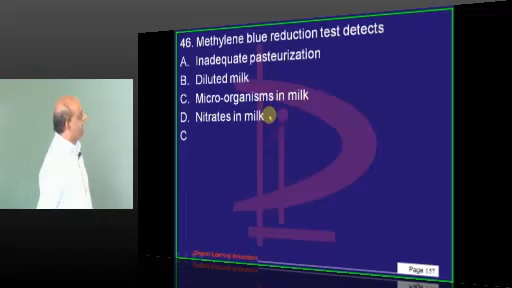 46. Methylene blue reduction test detects
A. Inadequate pasteurization
B. Diluted milk
C. Micro-organisms in milk
D. Nitrates in milk
C
Page 157